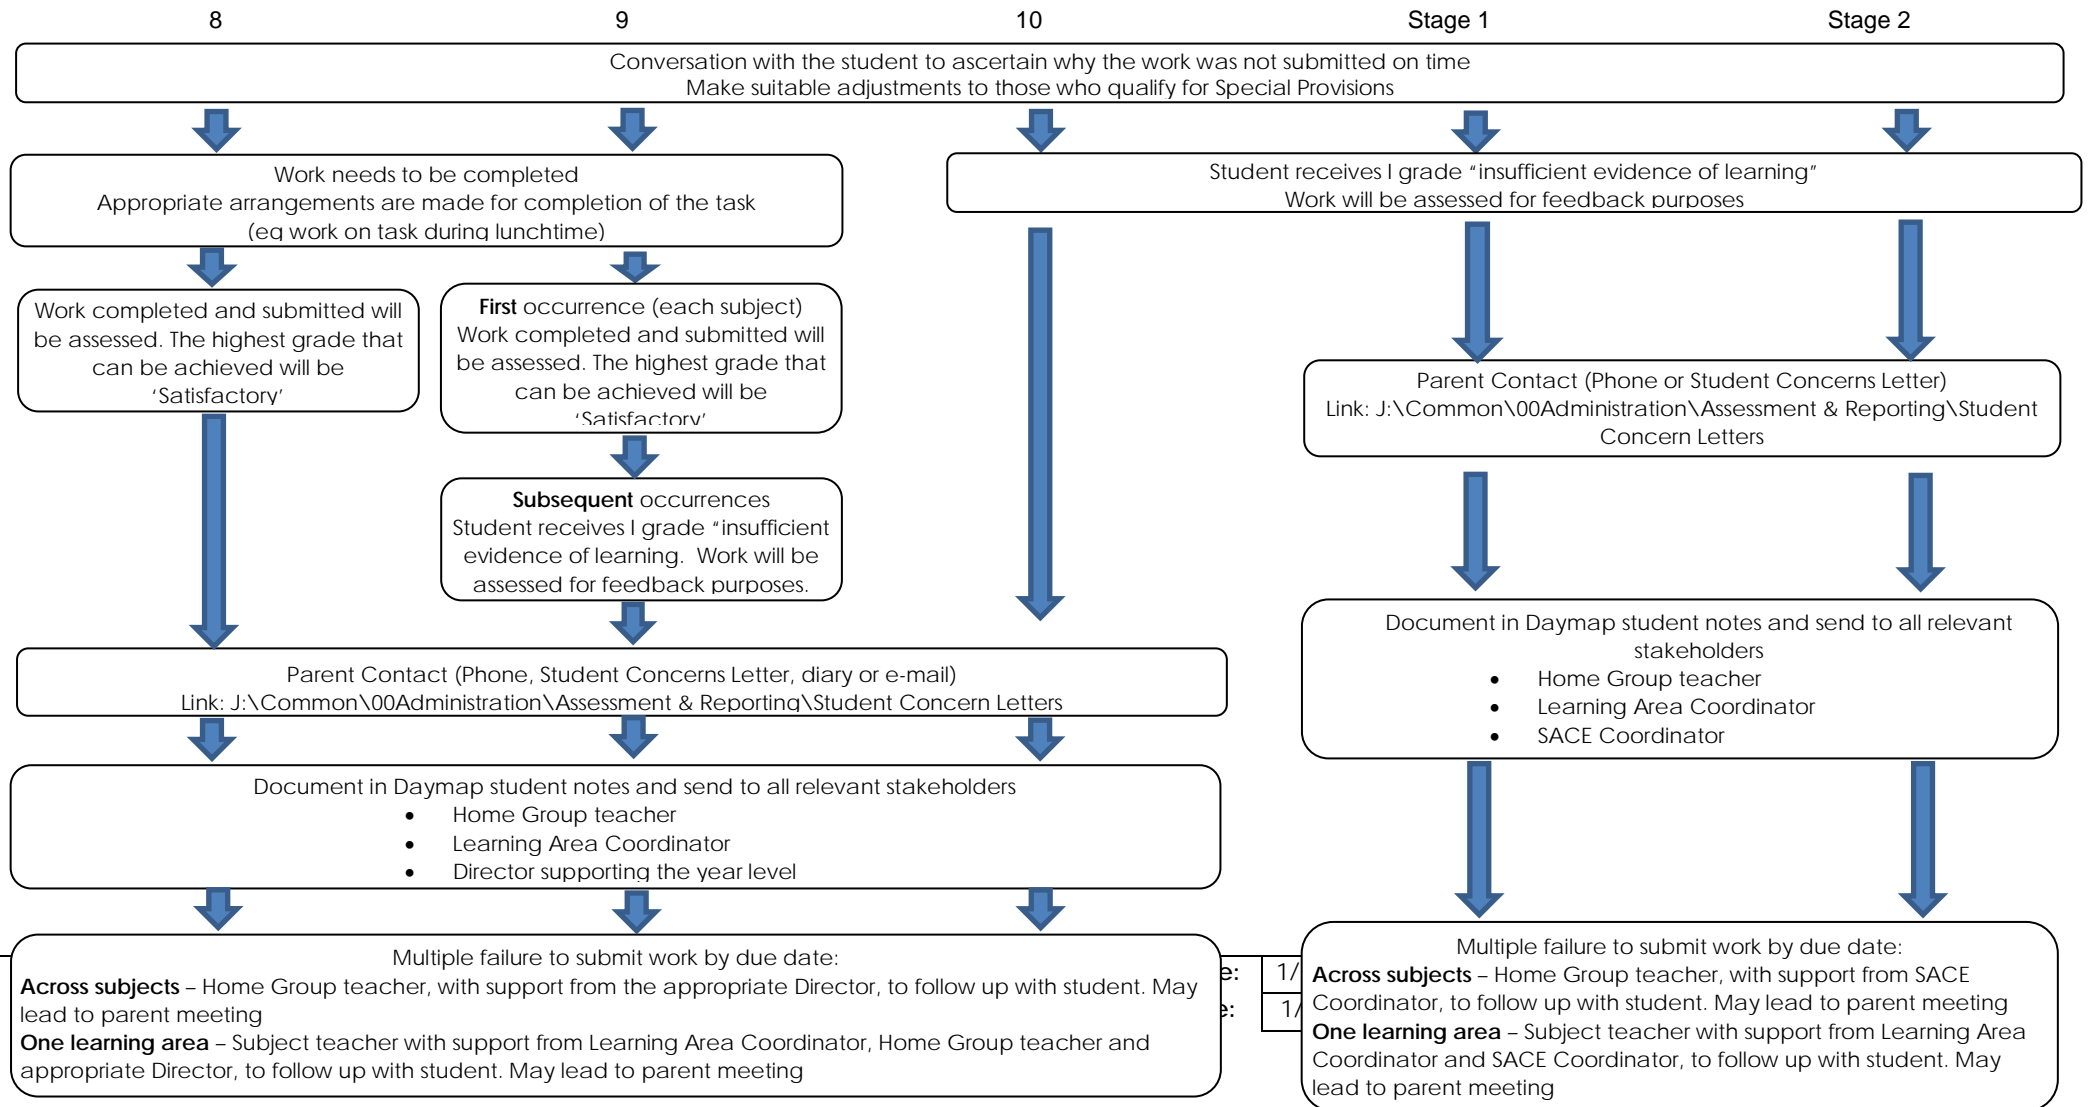 8 9 10 Stage 1 Stage 2
Conversation with the student to ascertain why the work was not submitted on time
Make suitable adjustments to those who qualify for Special Provisions
Work needs to be completed
Appropriate arrangements are made for completion of the task
(eg work on task during lunchtime)
Student receives I grade “insufficient evidence of learning”
Work will be assessed for feedback purposes
Work completed and submitted will
be assessed. The highest grade that
can be achieved will be
‘Satisfactory’
First occurrence (each subject)
Work completed and submitted will
be assessed. The highest grade that
can be achieved will be
‘Satisfactory’
Subsequent occurrences
Student receives I grade “insufficient
evidence of learning.  Work will be
assessed for feedback purposes.
Parent Contact (Phone or Student Concerns Letter)
Link: J:\Common\00Administration\Assessment & Reporting\Student
Concern Letters
Parent Contact (Phone, Student Concerns Letter, diary or e-mail)
Link: J:\Common\00Administration\Assessment & Reporting\Student Concern Letters
Document in Daymap student notes and send to all relevant
stakeholders
• Home Group teacher
• Learning Area Coordinator
• SACE Coordinator
Document in Daymap student notes and send to all relevant stakeholders
• Home Group teacher
• Learning Area Coordinator
• Director supporting the year level
Multiple failure to submit work by due date:
Across subjects – Home Group teacher, with support from the appropriate Director, to follow up with student. May
lead to parent meeting
One learning area – Subject teacher with support from Learning Area Coordinator, Home Group teacher and
appropriate Director, to follow up with student. May lead to parent meeting
e: 1/
e: 1/
Multiple failure to submit work by due date:
Across subjects – Home Group teacher, with support from SACE
Coordinator, to follow up with student. May lead to parent meeting
One learning area – Subject teacher with support from Learning Area
Coordinator and SACE Coordinator, to follow up with student. May
lead to parent meeting